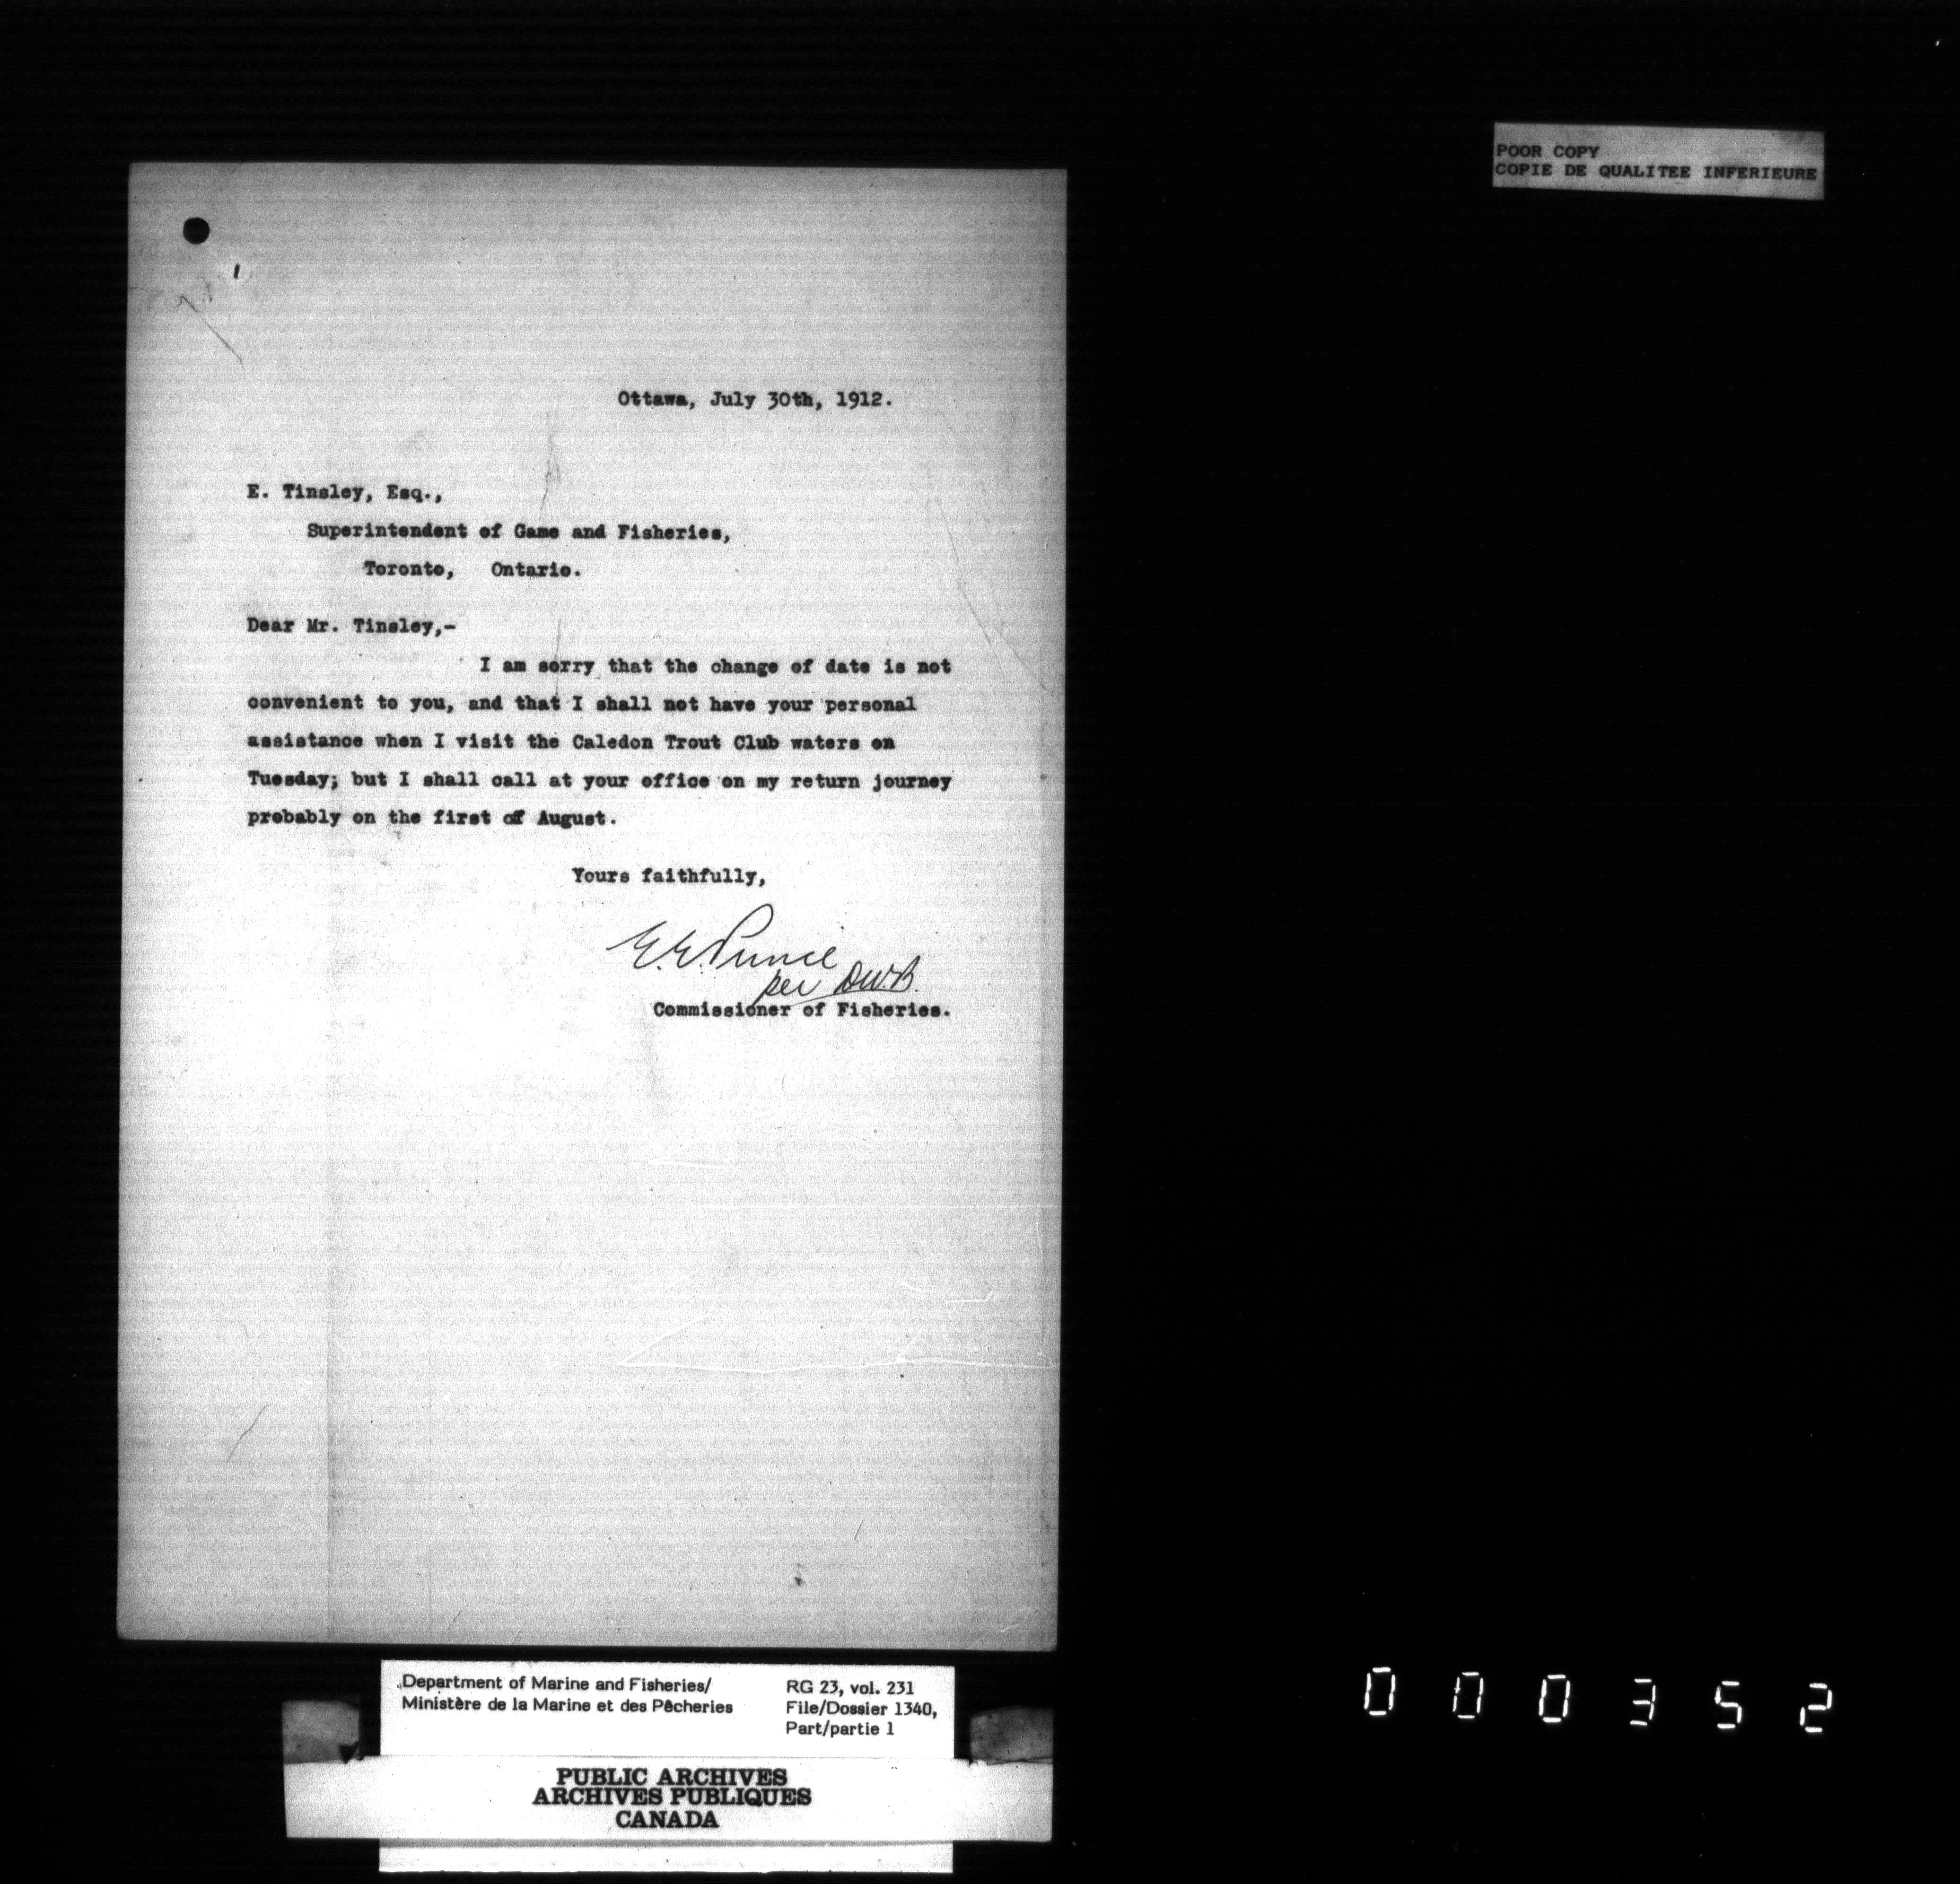 POOR COPY
COPIE DE QUALITEE INFERIEURE
Ottawa, July 30th, 1912.
E. Tinsley, Esq.,
Superintendent of Game and Fisheries,
Toronto, Ontario.
Dear Mr. Tinsley,-
I am sorry that the change of date is not
convenient to you, and that I shall not have your personal
assistance when I visit the Caledon Trout Club waters on
Tuesday; but I shall call at your office on my return journey
probably on the first of August.
Yours faithfully,
E. E. Prince
per D.W.B.
Commissioner of Fisheries.
Department of Marine and Fisheries/
Ministère de la Marine et des Pêcheries
RG 23, vol. 231
File/Dossier 1340,
Part/partie 1
PUBLIC ARCHIVES
ARCHIVES PUBLIQUES
CANADA
000352